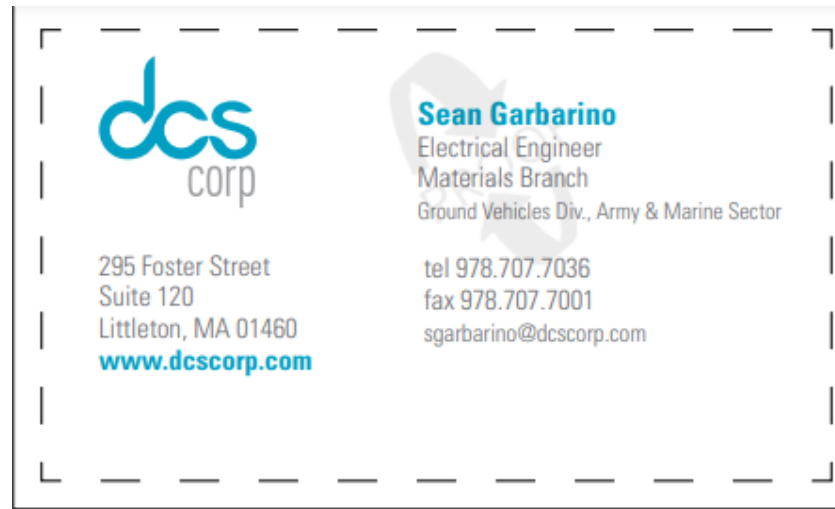 dcs
corp
295 Foster Street
Suite 120
Littleton, MA 01460
www.dcscorp.com
Sean Garbarino
Electrical Engineer
Materials Branch
Ground Vehicles Div., Army & Marine Sector
tel 978.707.7036
fax 978.707.7001
sgarbarino@dcscorp.com